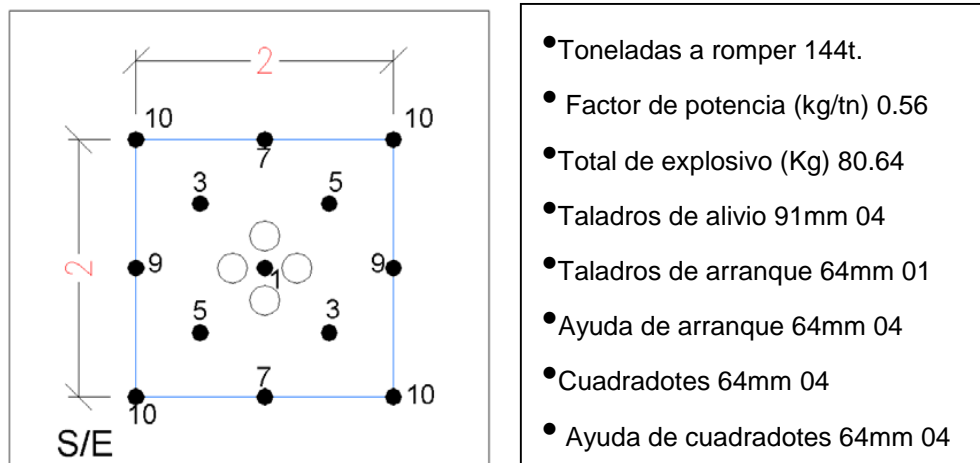 2
10
10
7
3
5
2
9
1
9
5
3
7
10
10
S/E
•Toneladas a romper 144t.
• Factor de potencia (kg/tn) 0.56
•Total de explosivo (Kg) 80.64
•Taladros de alivio 91mm 04
•Taladros de arranque 64mm 01
•Ayuda de arranque 64mm 04
•Cuadradotes 64mm 04
• Ayuda de cuadradotes 64mm 04